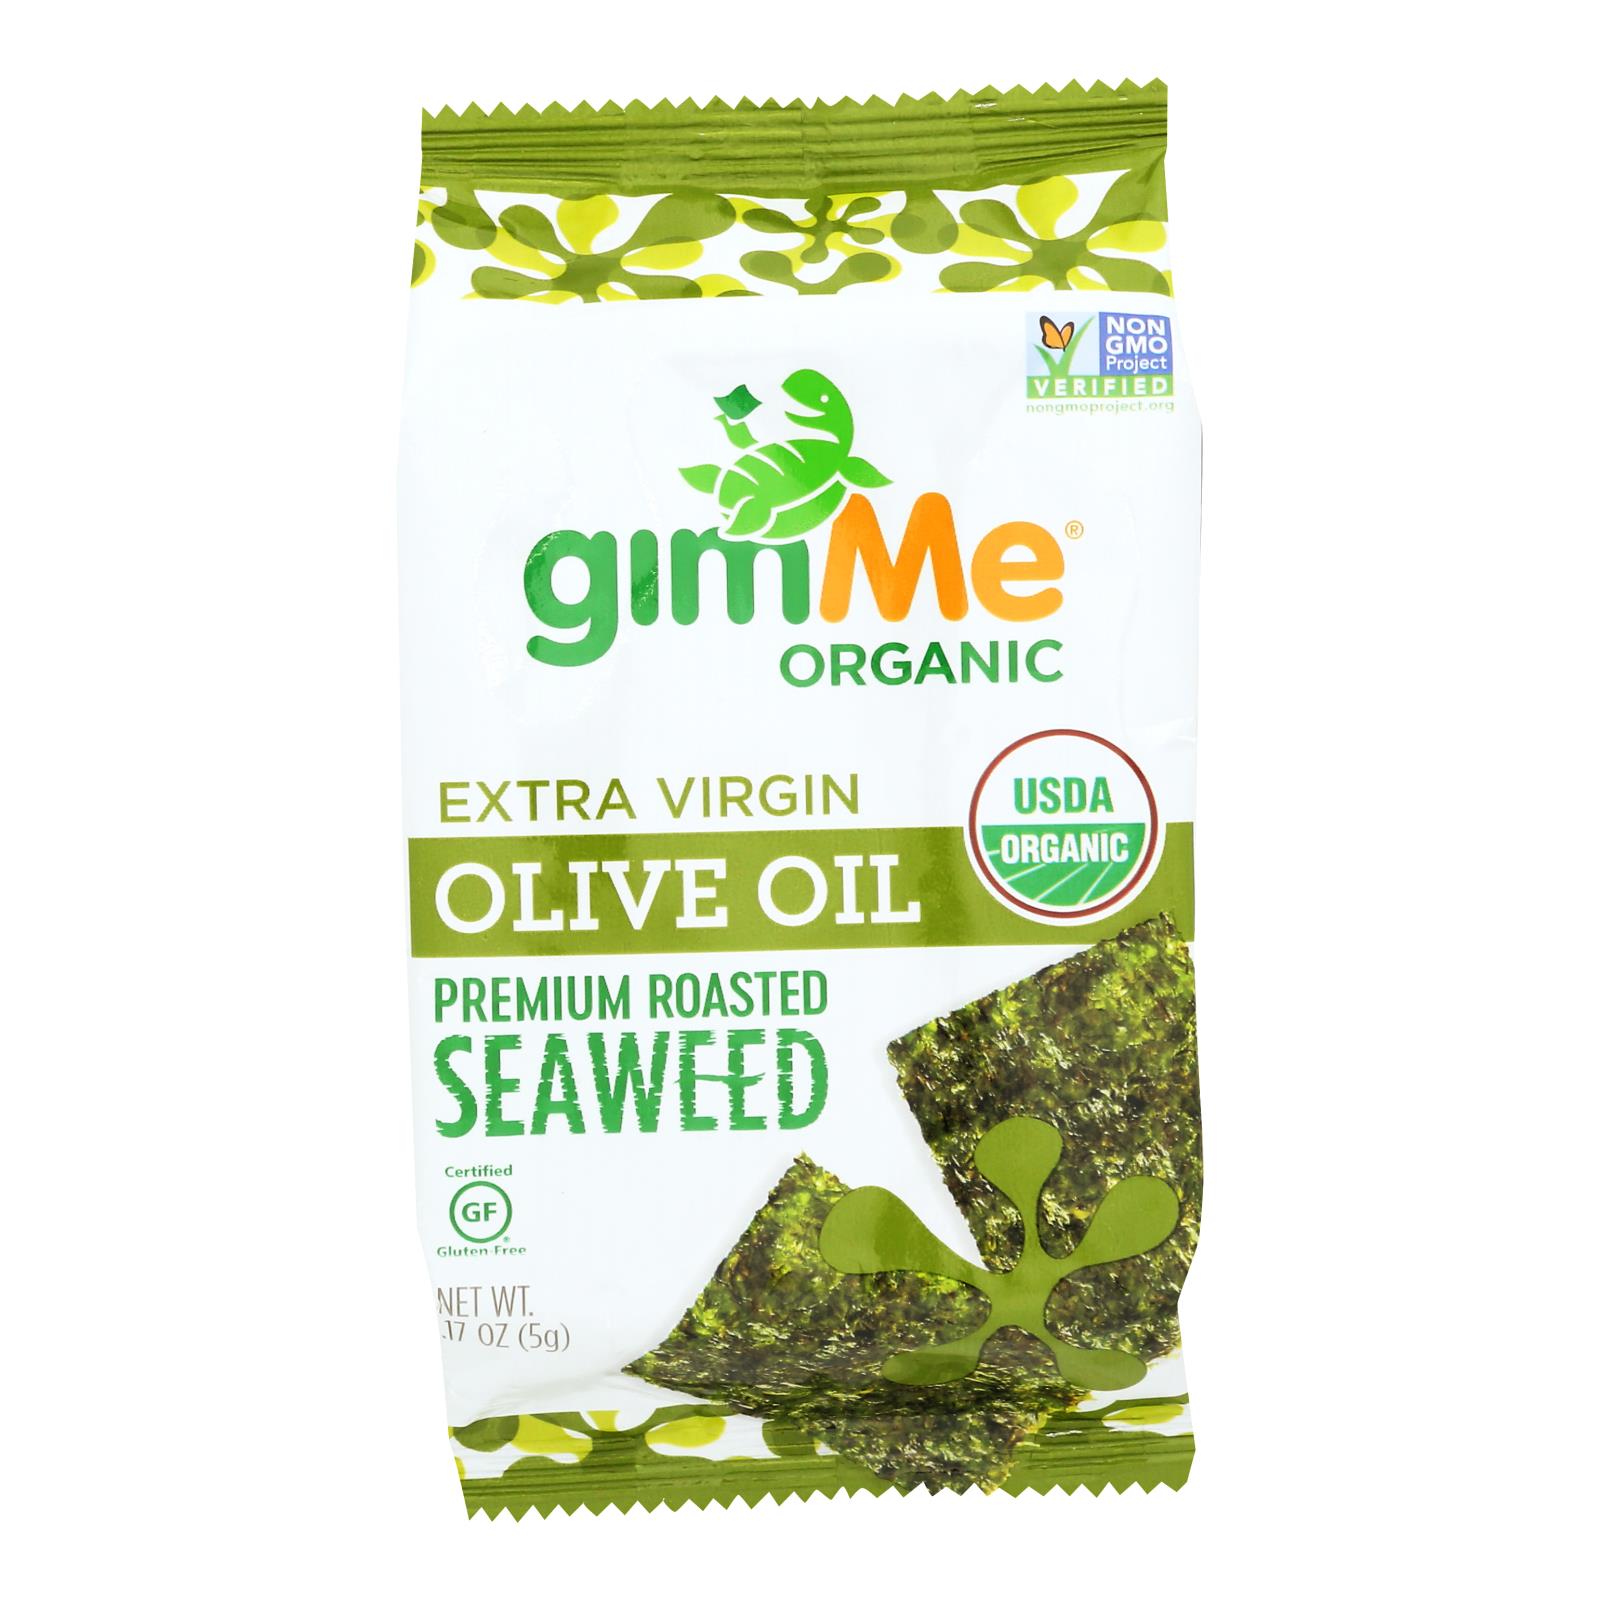 NON
GMO
Project
VERIFIED
nongmoproject.org
gimMe®
ORGANIC
EXTRA VIRGIN
OLIVE OIL
USDA
ORGANIC
PREMIUM ROASTED
SEAWEED
Certified
GF®
Gluten-Free
NET WT.
.17 OZ (5g)